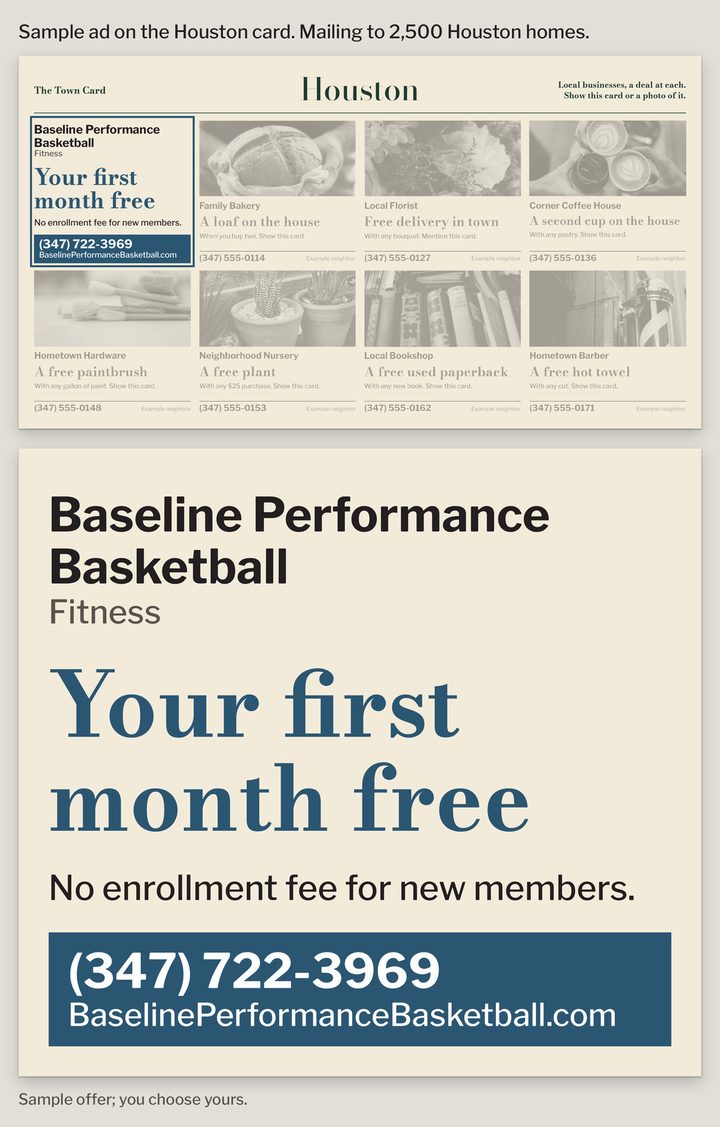 Sample ad on the Houston card. Mailing to 2,500 Houston homes.
The Town Card
Houston
Local businesses, a deal at each.
Show this card or a photo of it.
Baseline Performance
Basketball
Fitness
Your first
month free
No enrollment fee for new members.
(347) 722-3969
BaselinePerformanceBasketball.com
Family Bakery
A loaf on the house
When you buy two. Show this card.
(347) 555-0114
Example neighbor
Local Florist
Free delivery in town
With any bouquet. Mention this card.
(347) 555-0127
Example neighbor
Corner Coffee House
A second cup on the house
With any pastry. Show this card.
(347) 555-0136
Example neighbor
Hometown Hardware
A free paintbrush
With any gallon of paint. Show this card.
(347) 555-0148
Example neighbor
Neighborhood Nursery
A free plant
With any $25 purchase. Show this card.
(347) 555-0153
Example neighbor
Local Bookshop
A free used paperback
With any new book. Show this card.
(347) 555-0162
Example neighbor
Hometown Barber
A free hot towel
With any cut. Show this card.
(347) 555-0171
Example neighbor
Baseline Performance
Basketball
Fitness
Your first
month free
No enrollment fee for new members.
(347) 722-3969
BaselinePerformanceBasketball.com
Sample offer; you choose yours.